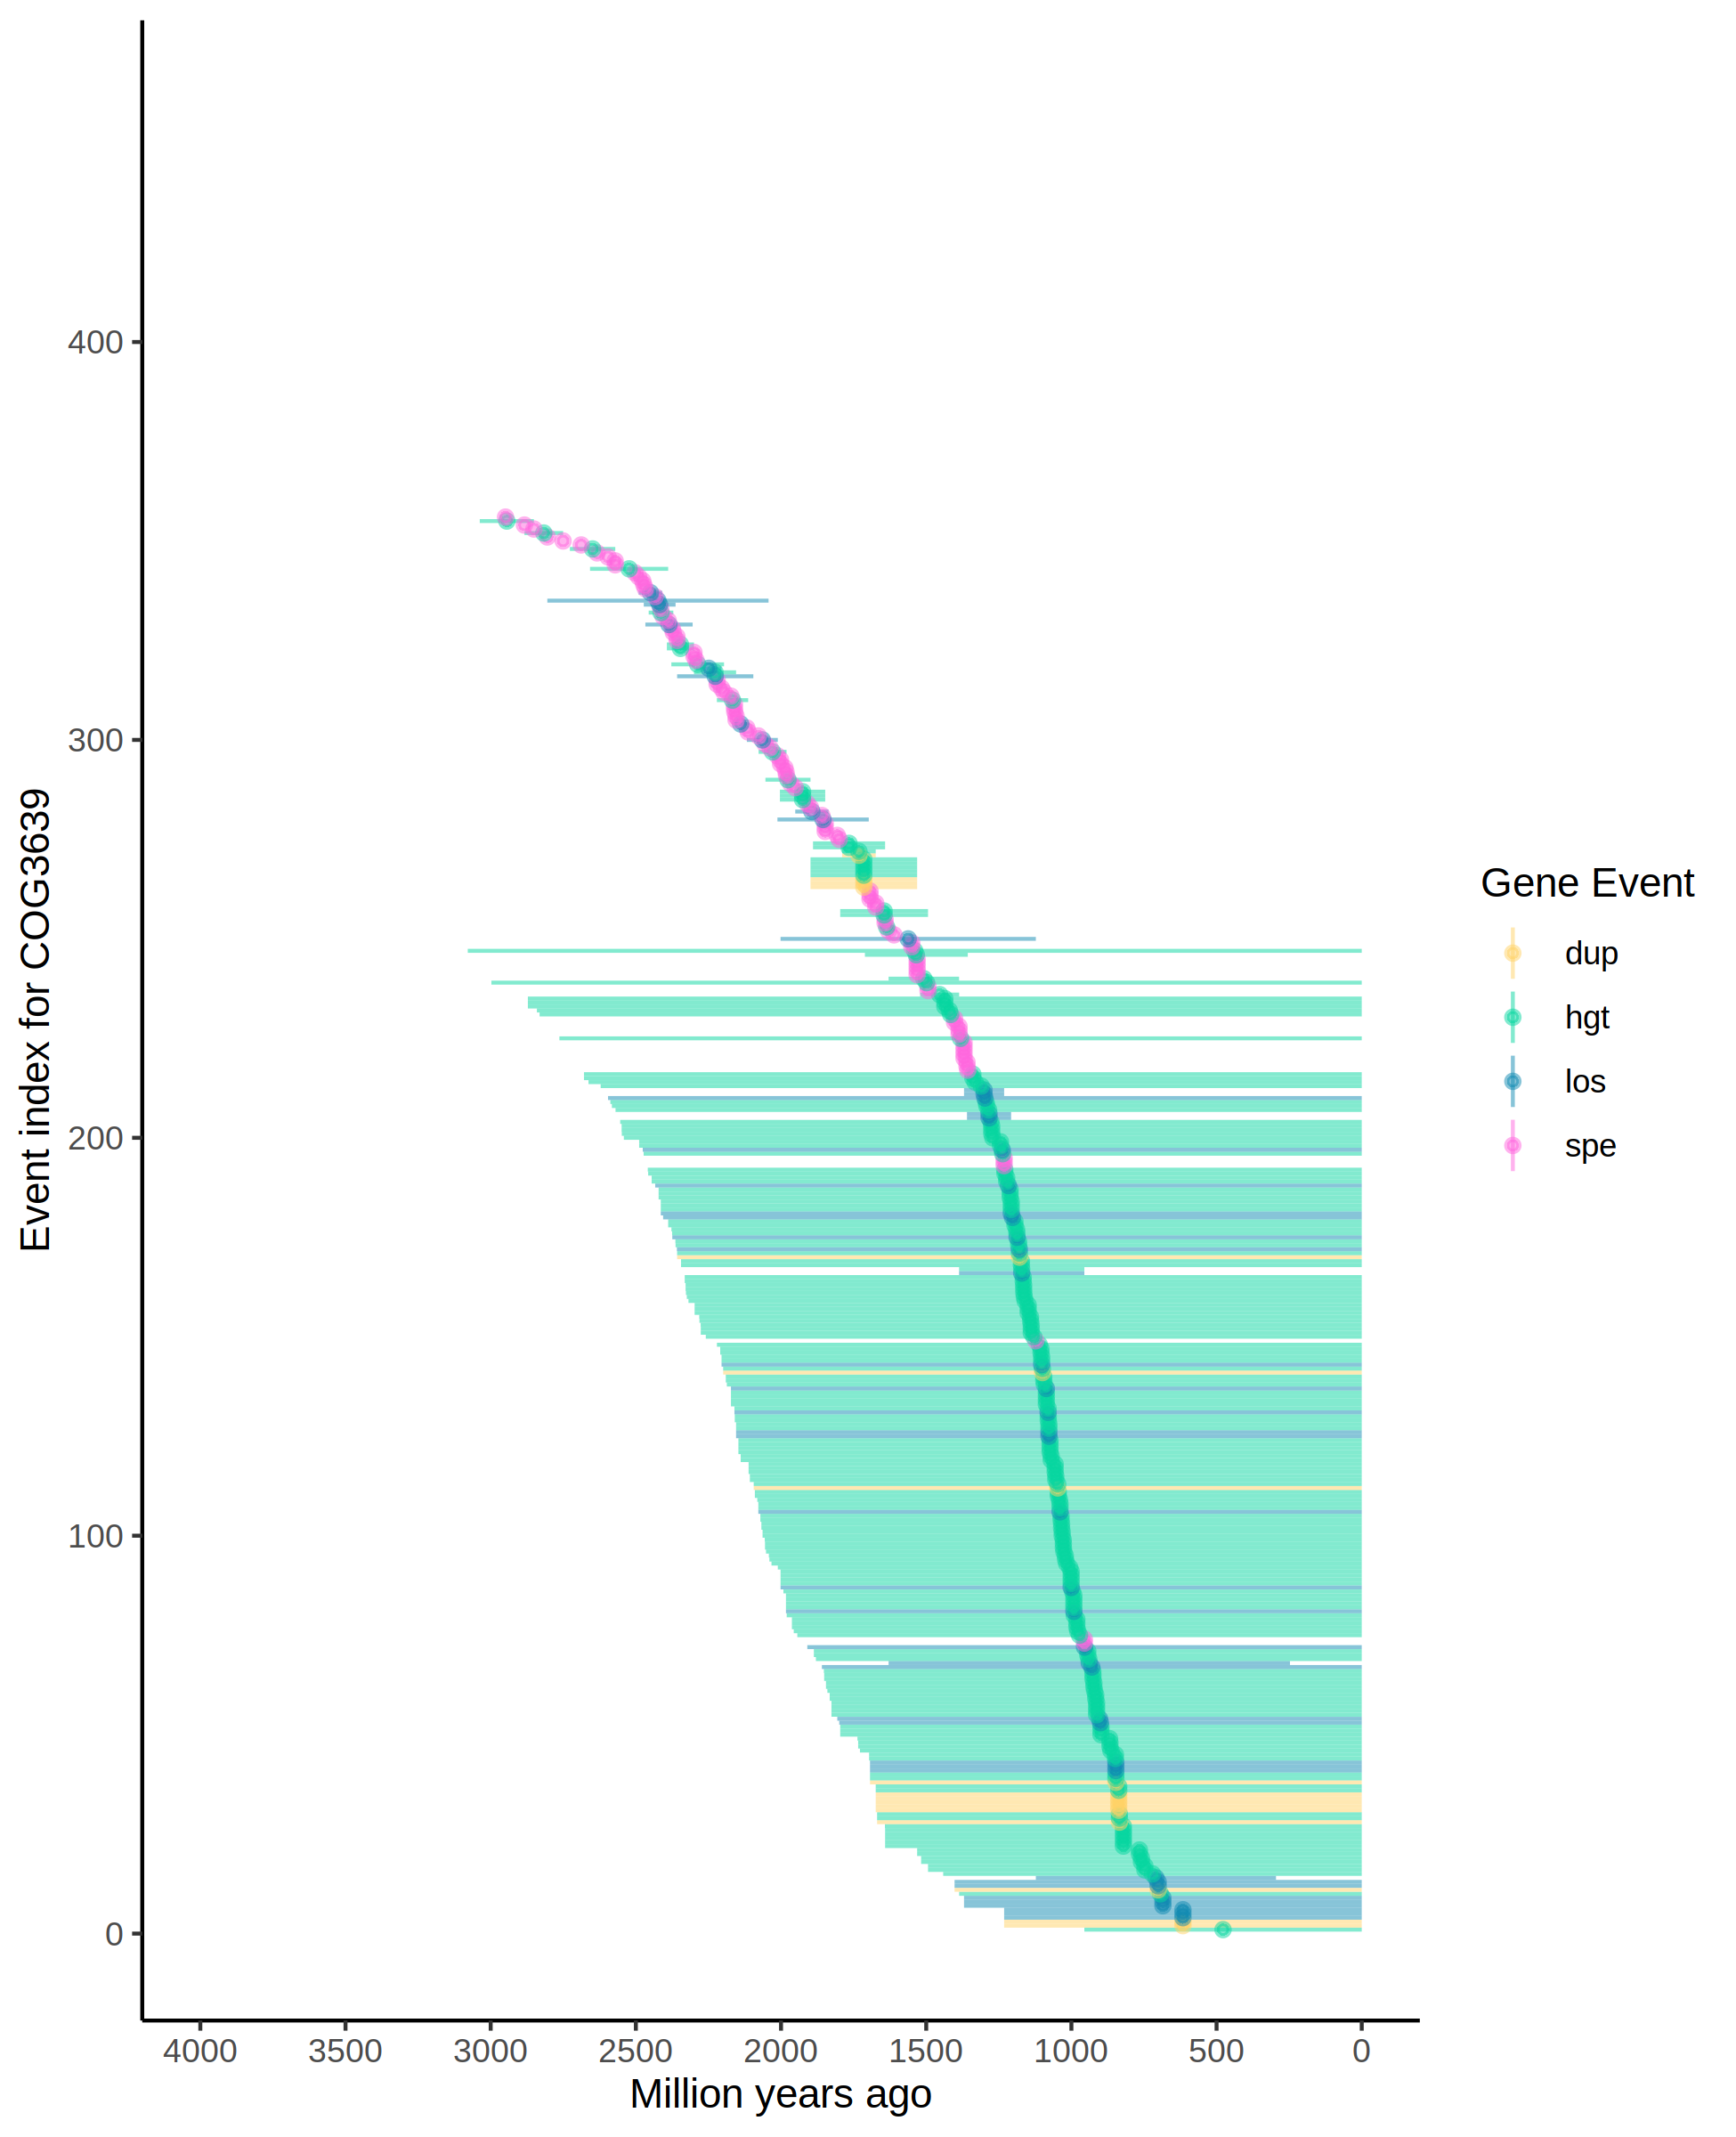 Event index for COG3639
400
300
200
100
0
4000 3500 3000 2500 2000 1500 1000 500 0
Million years ago
Gene Event
dup
hgt
los
spe